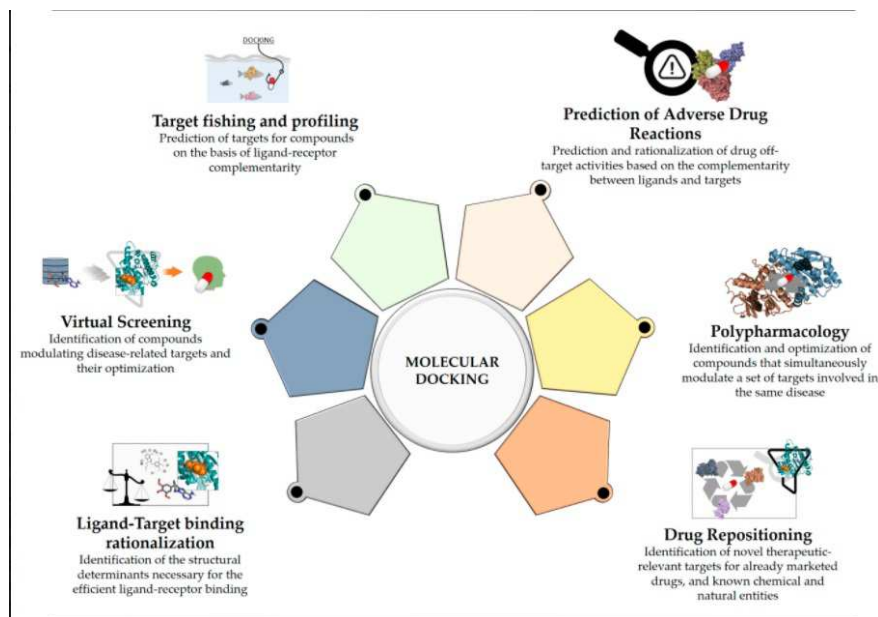 DOCKING
Target fishing and profiling
Prediction of targets for compounds
on the basis of ligand-receptor
complementarity
Prediction of Adverse Drug
Reactions
Prediction and rationalization of drug off-
target activities based on the complementarity
between ligands and targets
Virtual Screening
Identification of compounds
modulating disease-related targets and
their optimization
MOLECULAR
DOCKING
Polypharmacology
Identification and optimization of
compounds that simultaneously
modulate a set of targets involved in
the same disease
Ligand-Target binding
rationalization
Identification of the structural
determinants necessary for the
efficient ligand-receptor binding
Drug Repositioning
Identification of novel therapeutic-
relevant targets for already marketed
drugs, and known chemical and
natural entities